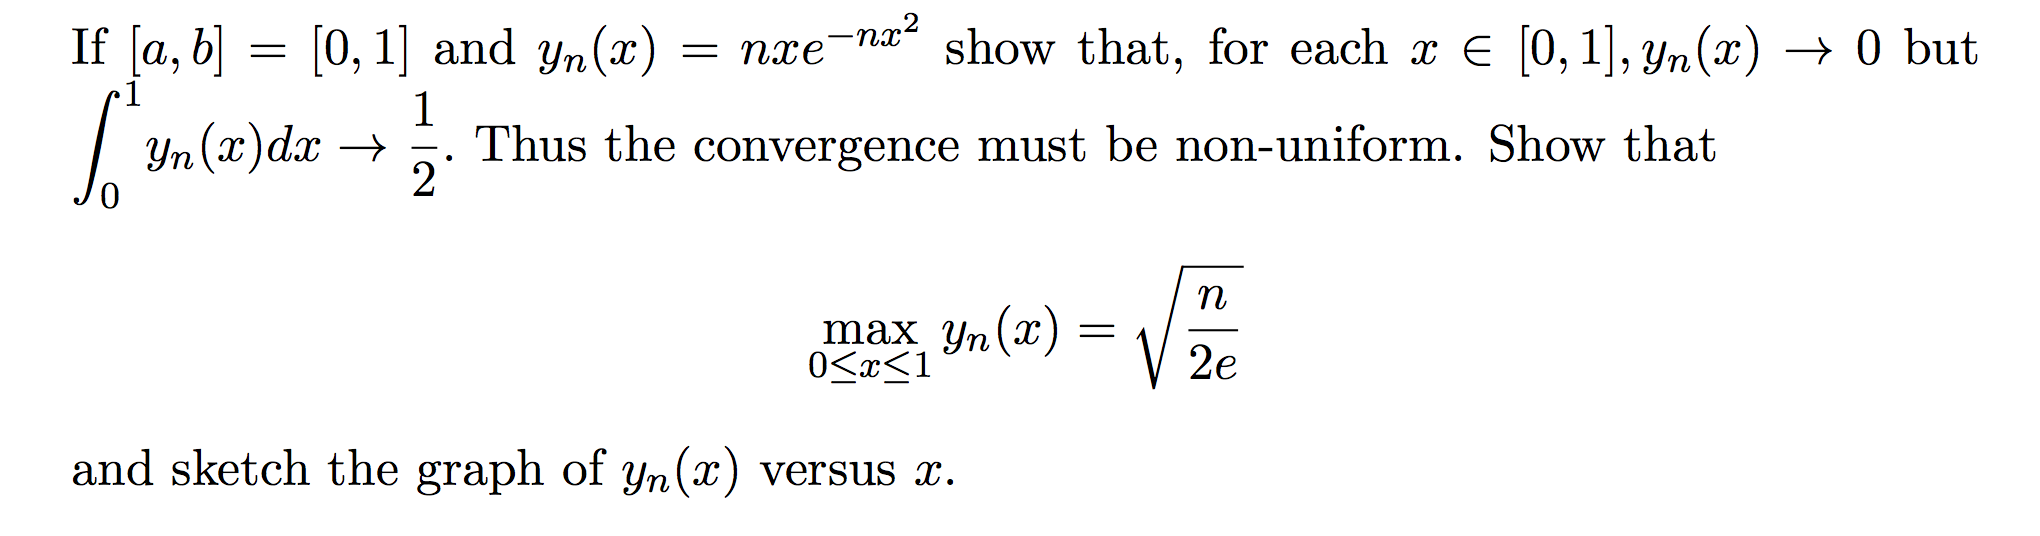 If $[a, b] = [0, 1]$ and $y_n(x) = nxe^{-nx^2}$ show that, for each $x \in [0, 1], y_n(x) \to 0$ but
$\int_0^1 y_n(x)dx \to \frac{1}{2}$. Thus the convergence must be non-uniform. Show that
$\max_{0 \le x \le 1} y_n(x) = \sqrt{\frac{n}{2e}}$
and sketch the graph of $y_n(x)$ versus $x$.